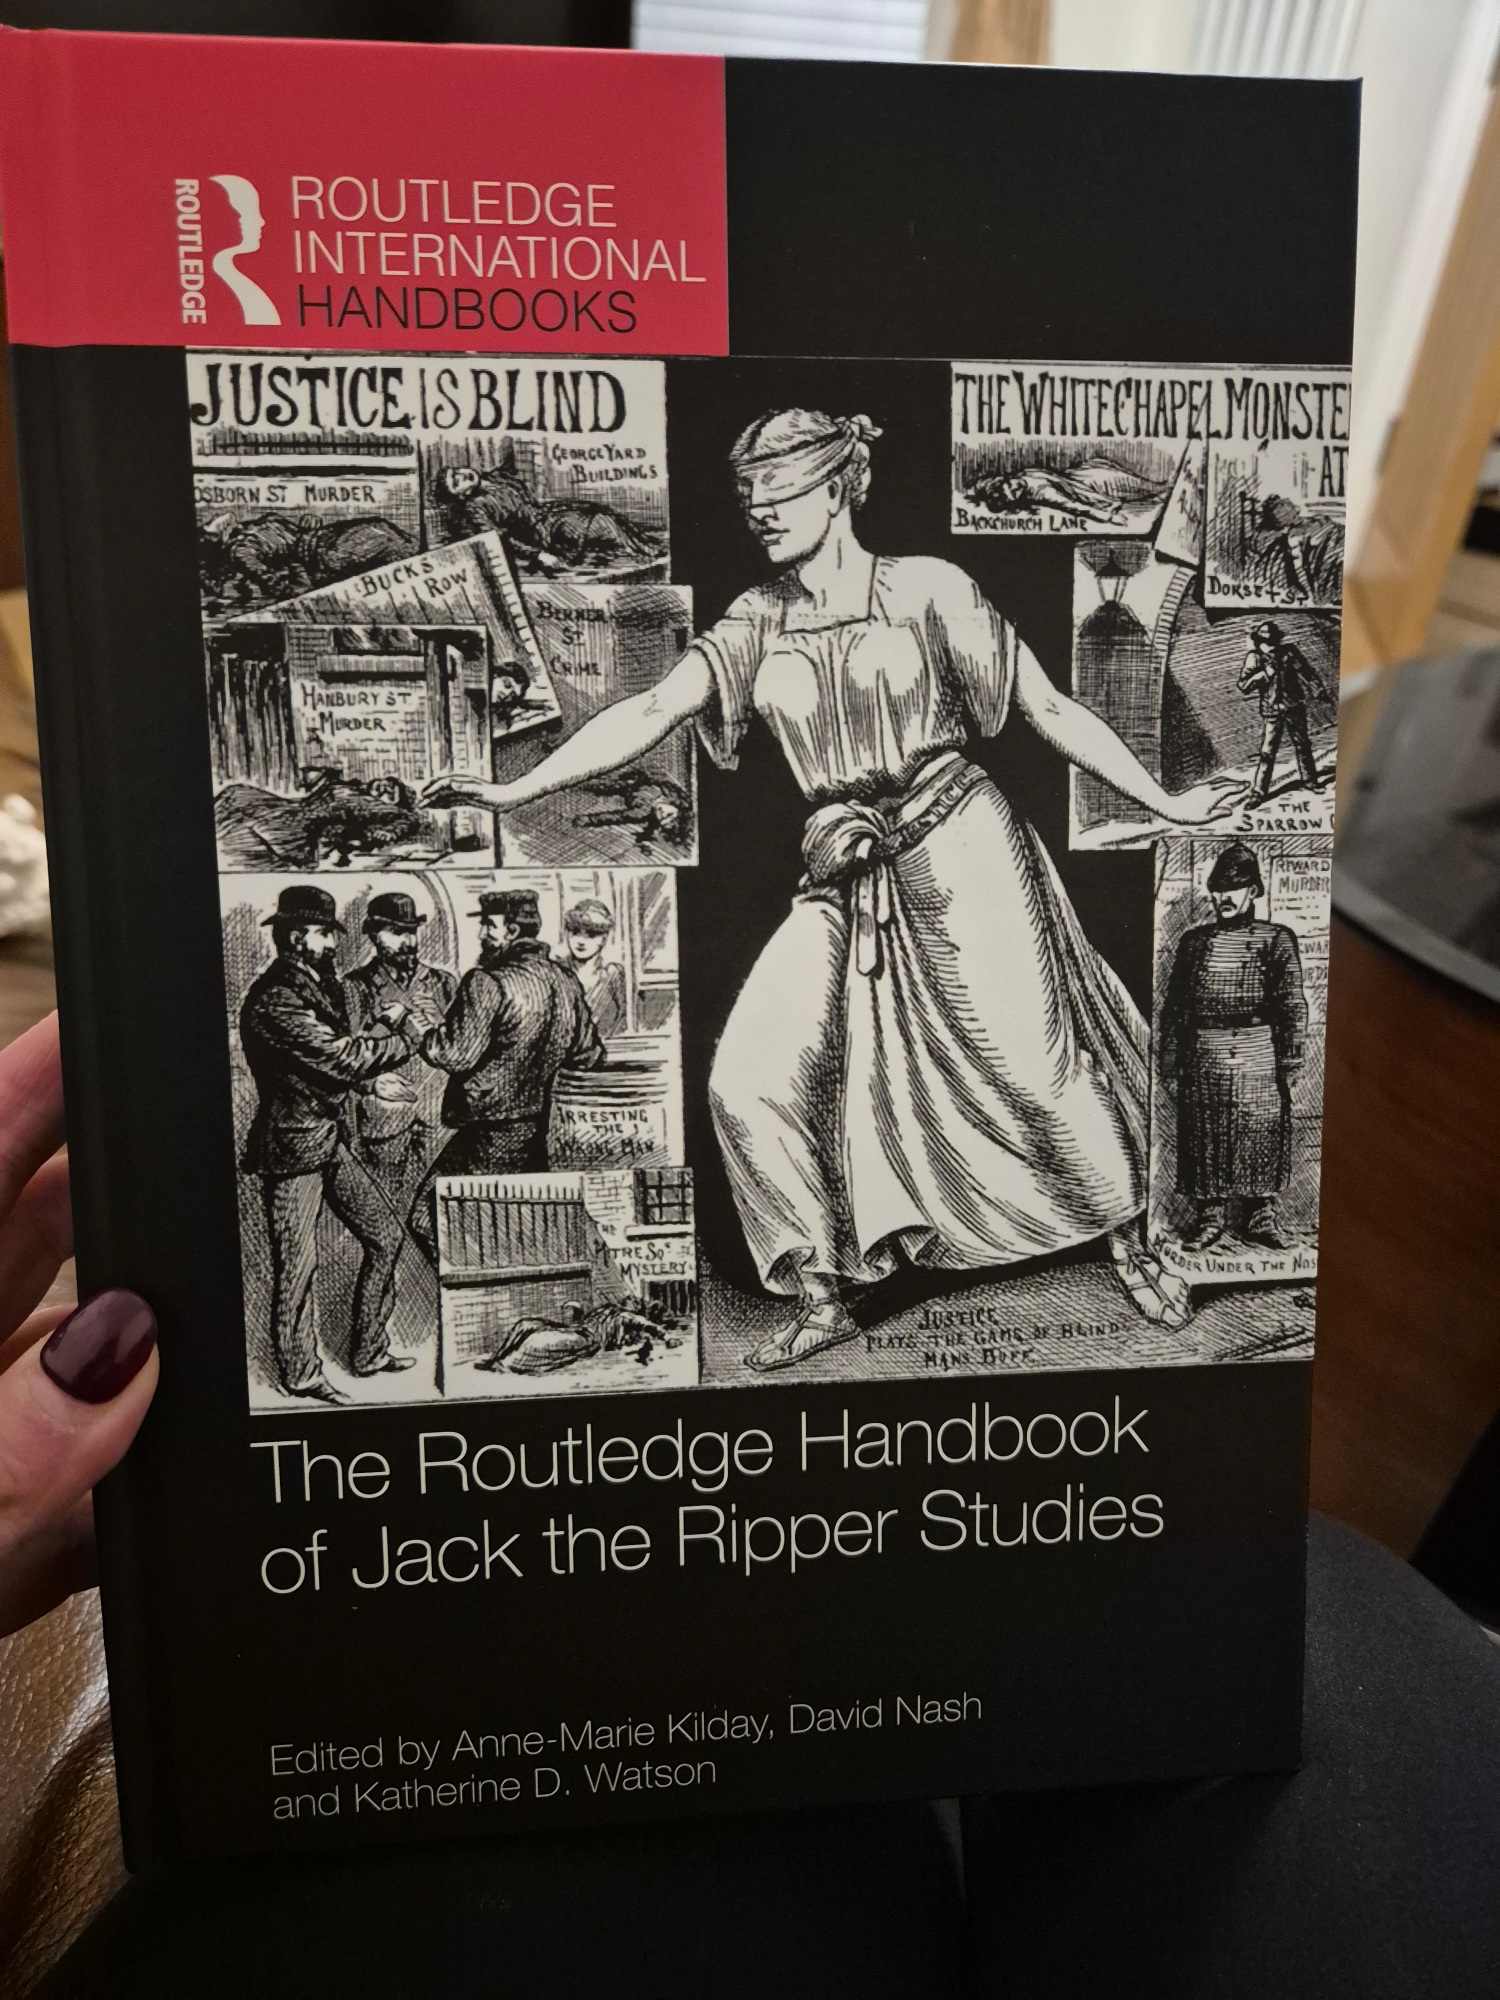 ROUTLEDGE
ROUTLEDGE
INTERNATIONAL
HANDBOOKS
JUSTICE IS BLIND
OSBORN ST MURDER
GEORGE YARD
BUILDINGS
BUCKS
ROW
BERNER
ST
CRIME
HANBURY ST
MURDER
THE WHITECHAPEL MONSTE
AT
BACKCHURCH LANE
DORSET ST
THE
SPARROW
REWARD
MURDER
ARRESTING
THE
WRONG MAN
MITRE SQ
MYSTERY
MURDER UNDER THE NOS
JUSTICE
PLAYS THE GAME OF BLIND
MANS BUFF
The Routledge Handbook
of Jack the Ripper Studies
Edited by Anne-Marie Kilday, David Nash
and Katherine D. Watson